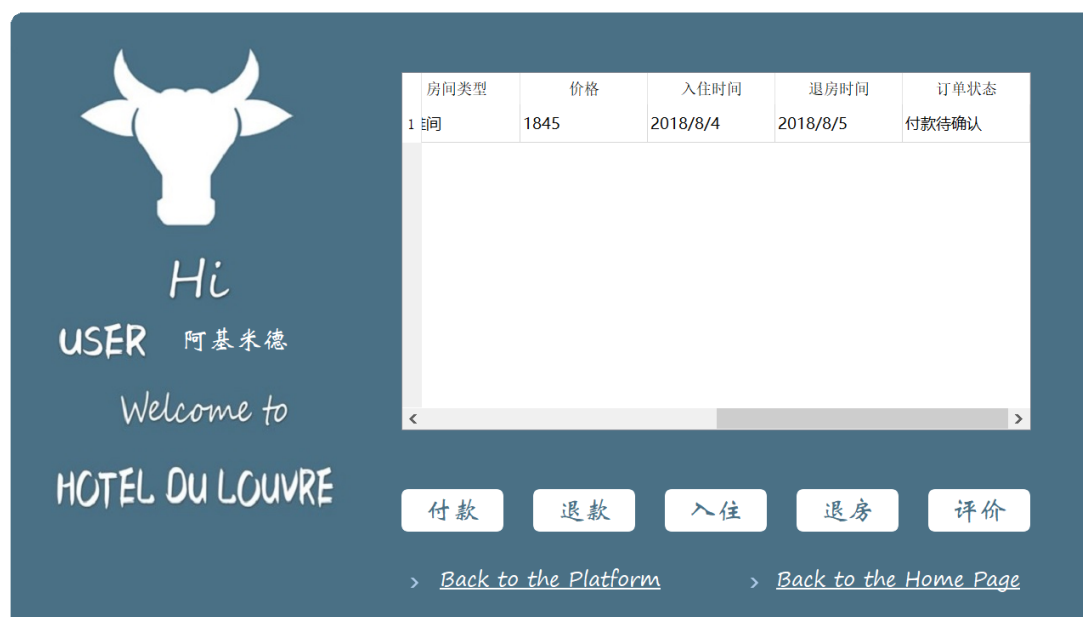 Hi
USER 阿基米德
Welcome to
HOTEL DU LOUVRE
房间类型 价格 入住时间 退房时间 订单状态
1 间 1845 2018/8/4 2018/8/5 付款待确认
付款 退款 入住 退房 评价
Back to the Platform Back to the Home Page